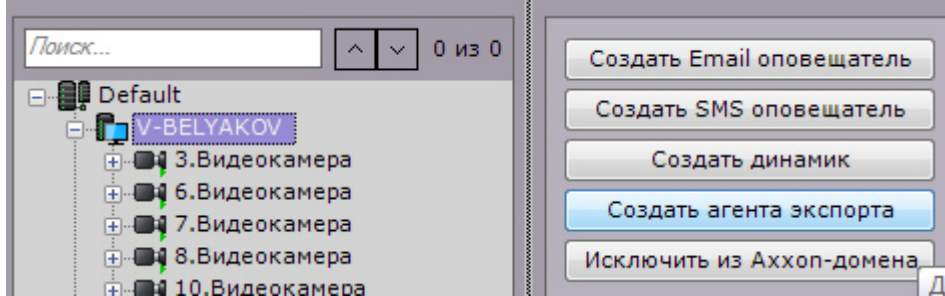 Поиск...
0 из 0
Default
V-BELYAKOV
3.Видеокамера
6.Видеокамера
7.Видеокамера
8.Видеокамера
10.Видеокамера
Создать Email оповещатель
Создать SMS оповещатель
Создать динамик
Создать агента экспорта
Исключить из Axxon-домена